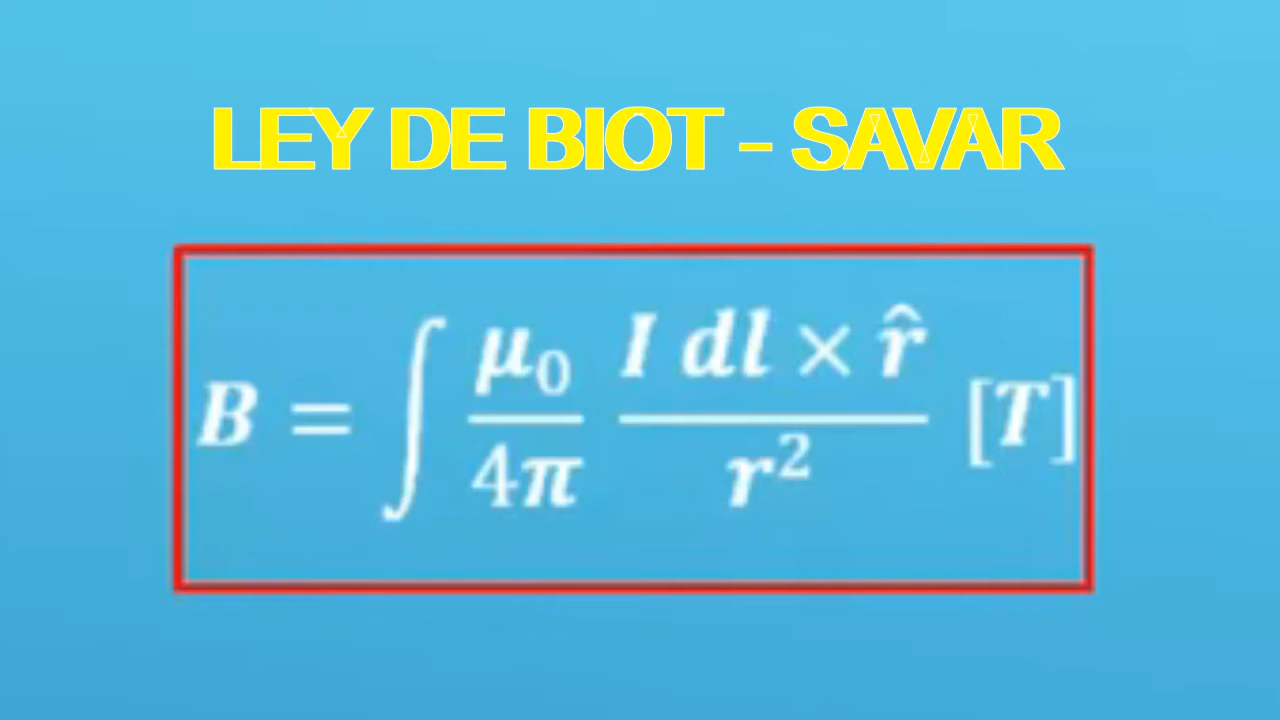 LEY DE BIOT – SAVAR
B = ∫ μ₀/4π I dl × r̂/r² [T]